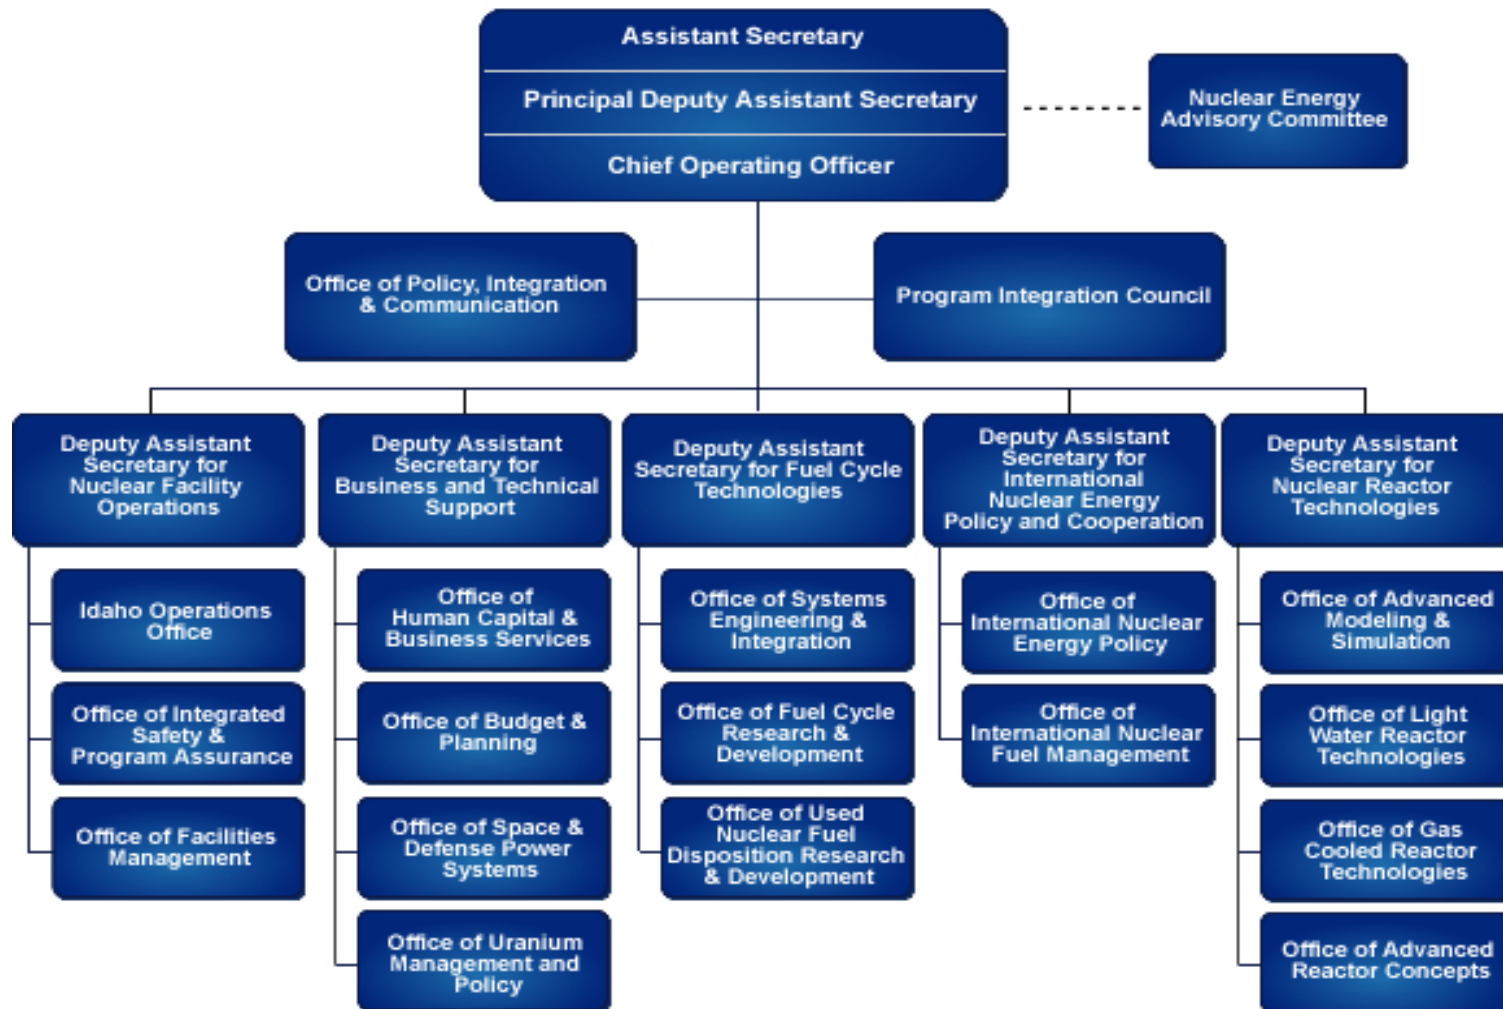 Assistant Secretary
Principal Deputy Assistant Secretary
Chief Operating Officer
Nuclear Energy
Advisory Committee
Office of Policy, Integration
& Communication
Program Integration Council
Deputy Assistant
Secretary for
Nuclear Facility
Operations
Idaho Operations
Office
Office of Integrated
Safety &
Program Assurance
Office of Facilities
Management
Deputy Assistant
Secretary for
Business and Technical
Support
Office of
Human Capital &
Business Services
Office of Budget &
Planning
Office of Space &
Defense Power
Systems
Office of Uranium
Management and
Policy
Deputy Assistant
Secretary for Fuel Cycle
Technologies
Office of Systems
Engineering &
Integration
Office of Fuel Cycle
Research &
Development
Office of Used
Nuclear Fuel
Disposition Research
& Development
Deputy Assistant
Secretary for
International
Nuclear Energy
Policy and Cooperation
Office of
International Nuclear
Energy Policy
Office of
International Nuclear
Fuel Management
Deputy Assistant
Secretary for
Nuclear Reactor
Technologies
Office of Advanced
Modeling &
Simulation
Office of Light
Water Reactor
Technologies
Office of Gas
Cooled Reactor
Technologies
Office of Advanced
Reactor Concepts